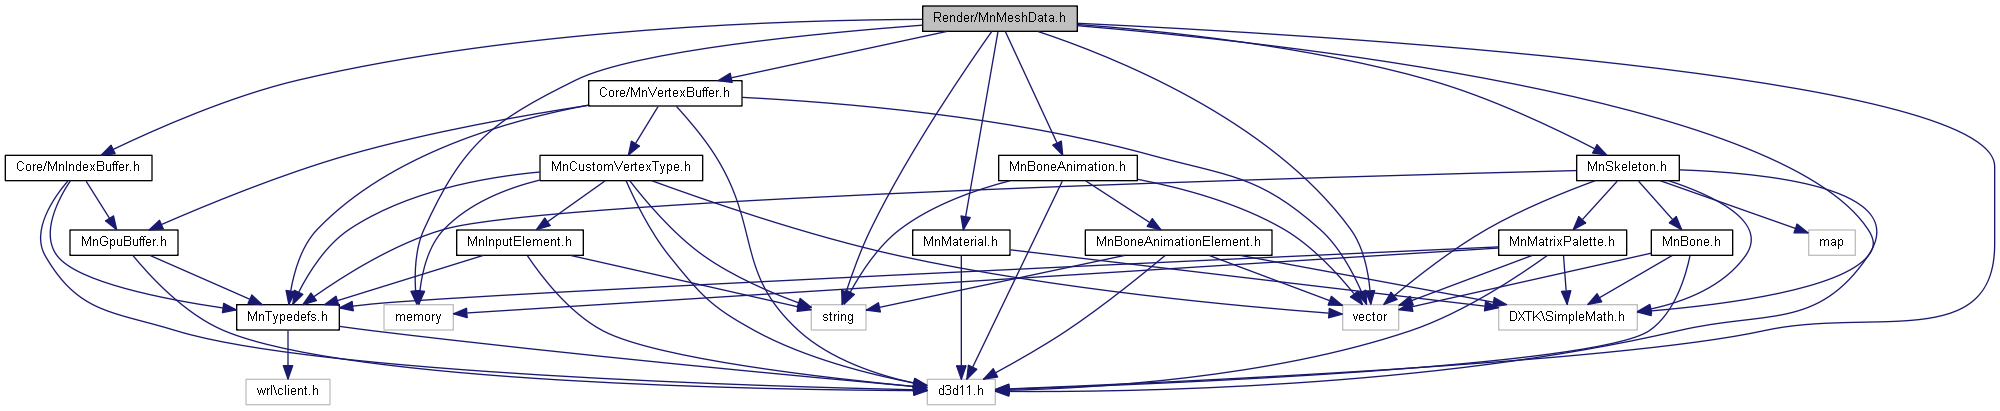 Render/MnMeshData.h
Core/MnVertexBuffer.h
Core/MnIndexBuffer.h
MnCustomVertexType.h
MnBoneAnimation.h
MnSkeleton.h
MnGpuBuffer.h
MnInputElement.h
MnMaterial.h
MnBoneAnimationElement.h
MnMatrixPalette.h
MnBone.h
map
MnTypedefs.h
memory
string
vector
DXTK\SimpleMath.h
wrl\client.h
d3d11.h